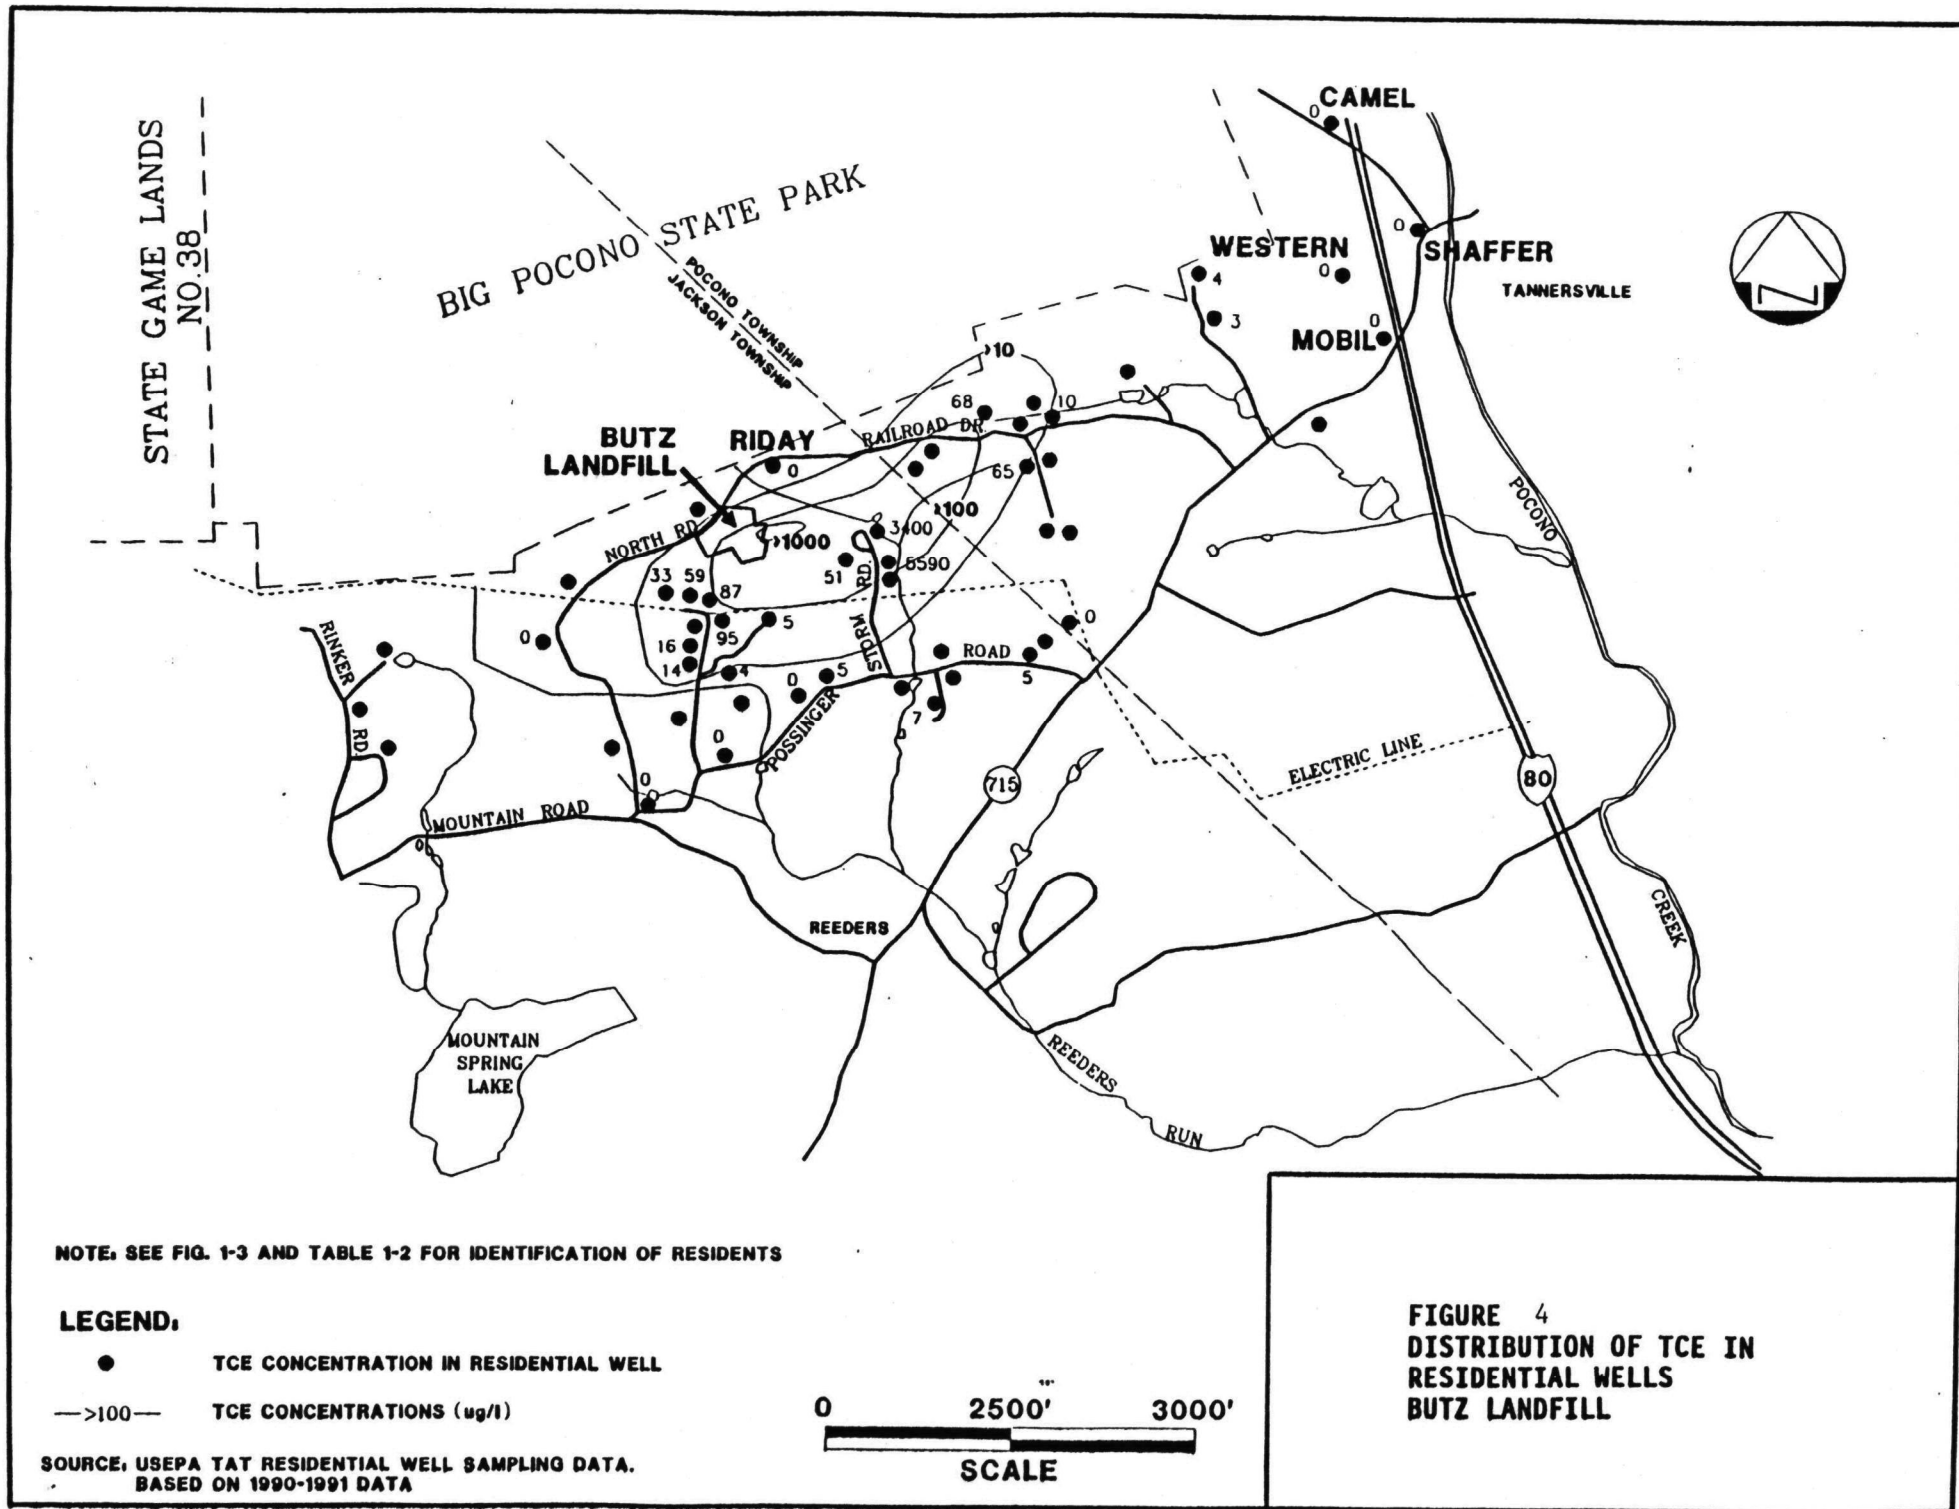 CAMEL
0
STATE GAME LANDS
NO.38
BIG POCONO STATE PARK
POCONO TOWNSHIP
JACKSON TOWNSHIP
0
SHAFFER
WESTERN
0
4
TANNERSVILLE
3
0
MOBIL
>10
68
10
RAILROAD DR.
BUTZ
LANDFILL
RIDAY
0
65
>100
POCONO
NORTH RD.
>1000
3400
5590
51
RD.
STORM
33
59
87
0
16
95
5
14
4
0
5
ROAD
5
0
7
RINKER
RD.
POSSINGER
0
0
ELECTRIC LINE
715
80
MOUNTAIN ROAD
CREEK
REEDERS
MOUNTAIN
SPRING
LAKE
REEDERS
RUN
NOTE: SEE FIG. 1-3 AND TABLE 1-2 FOR IDENTIFICATION OF RESIDENTS
LEGEND:
TCE CONCENTRATION IN RESIDENTIAL WELL
>100
TCE CONCENTRATIONS (ug/l)
SOURCE: USEPA TAT RESIDENTIAL WELL SAMPLING DATA.
BASED ON 1990-1991 DATA
0 2500' 3000'
SCALE
FIGURE 4
DISTRIBUTION OF TCE IN
RESIDENTIAL WELLS
BUTZ LANDFILL